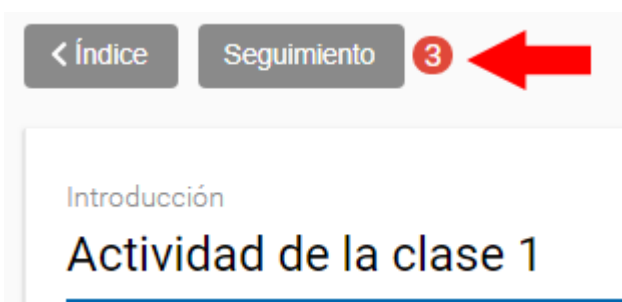 Índice Seguimiento 3
Introducción
Actividad de la clase 1